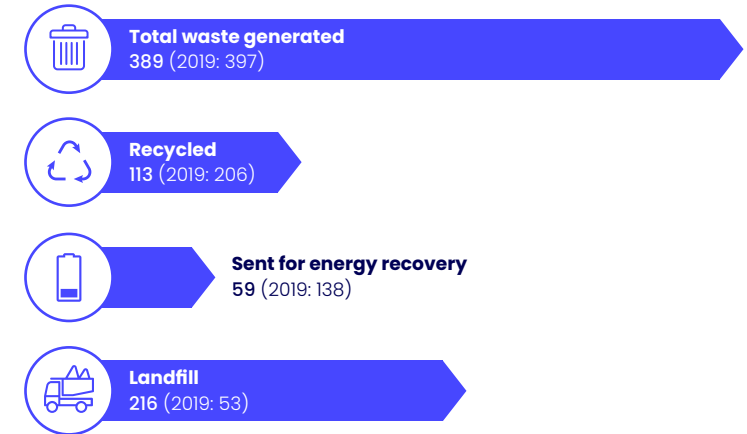 Total waste generated
389 (2019: 397)
Recycled
113 (2019: 206)
Sent for energy recovery
59 (2019: 138)
Landfill
216 (2019: 53)